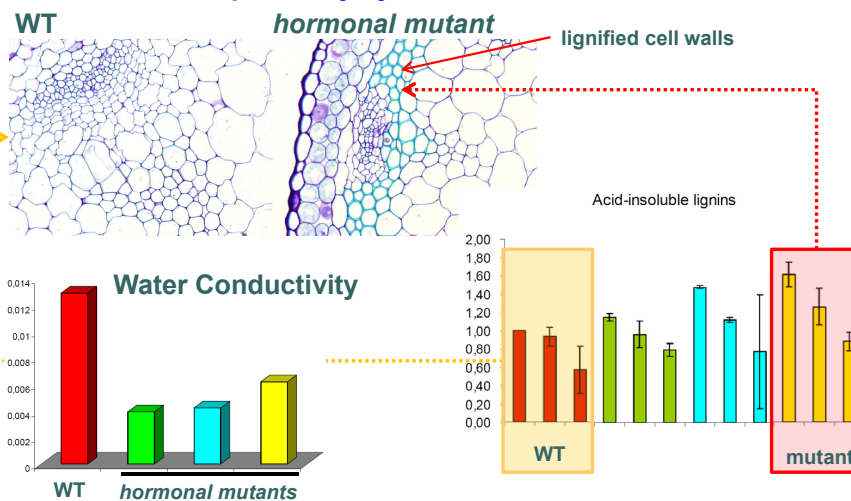 WT
hormonal mutant
lignified cell walls
Acid-insoluble lignins
2,00
1,80
1,60
1,40
1,20
1,00
0,80
0,60
0,40
0,20
0,00
WT
mutant
Water Conductivity
0,014
0,012
0,01
0,008
0,006
0,004
0,002
0
WT
hormonal mutants